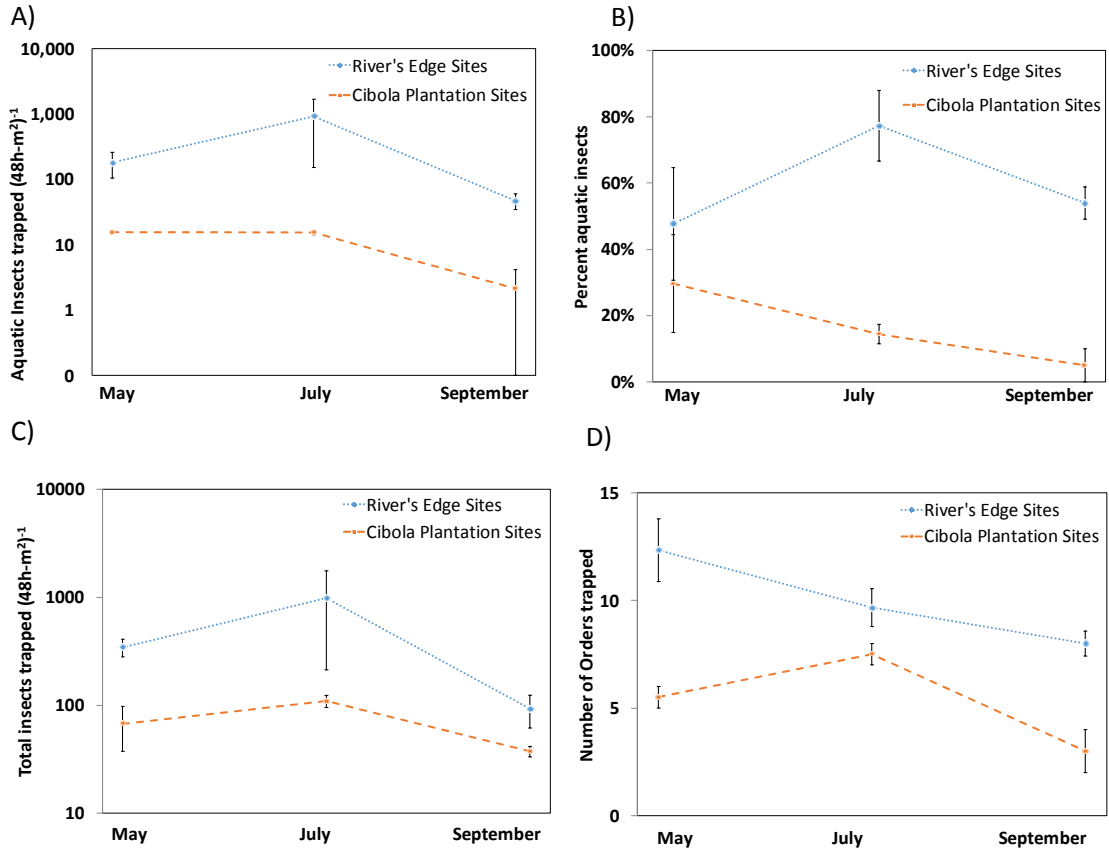 A)
10,000
1,000
100
10
1
0
Aquatic Insects trapped (48h-m²)⁻¹
River's Edge Sites
Cibola Plantation Sites
May July September
B)
100%
80%
60%
40%
20%
0%
Percent aquatic insects
River's Edge Sites
Cibola Plantation Sites
May July September
C)
10000
1000
100
10
Total insects trapped (48h-m²)⁻¹
River's Edge Sites
Cibola Plantation Sites
May July September
D)
15
10
5
0
Number of Orders trapped
River's Edge Sites
Cibola Plantation Sites
May July September